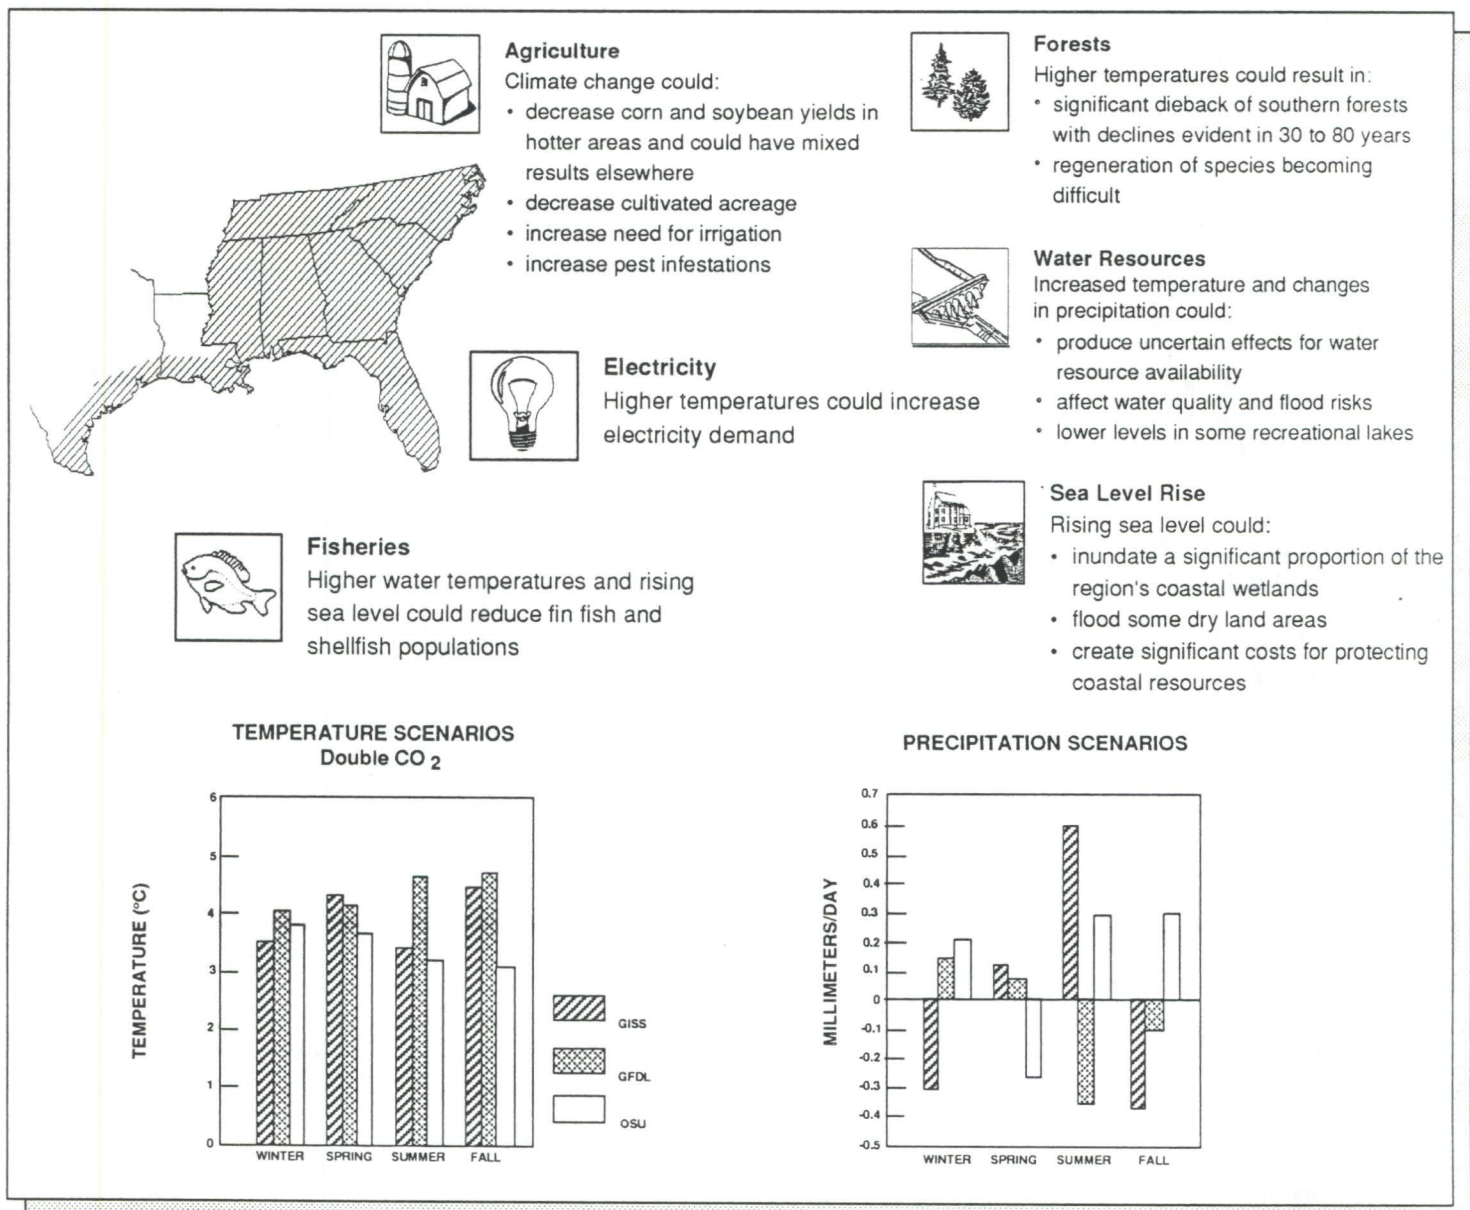 Agriculture
Climate change could:
• decrease corn and soybean yields in
hotter areas and could have mixed
results elsewhere
• decrease cultivated acreage
• increase need for irrigation
• increase pest infestations
Forests
Higher temperatures could result in:
• significant dieback of southern forests
with declines evident in 30 to 80 years
• regeneration of species becoming
difficult
Water Resources
Increased temperature and changes
in precipitation could:
• produce uncertain effects for water
resource availability
• affect water quality and flood risks
• lower levels in some recreational lakes
Electricity
Higher temperatures could increase
electricity demand
Sea Level Rise
Rising sea level could:
• inundate a significant proportion of the
region's coastal wetlands
• flood some dry land areas
• create significant costs for protecting
coastal resources
Fisheries
Higher water temperatures and rising
sea level could reduce fin fish and
shellfish populations
TEMPERATURE SCENARIOS
Double CO 2
TEMPERATURE (°C)
6
5
4
3
2
1
0
WINTER SPRING SUMMER FALL
GISS
GFDL
OSU
PRECIPITATION SCENARIOS
MILLIMETERS/DAY
0.7
0.6
0.5
0.4
0.3
0.2
0.1
0
-0.1
-0.2
-0.3
-0.4
-0.5
WINTER SPRING SUMMER FALL